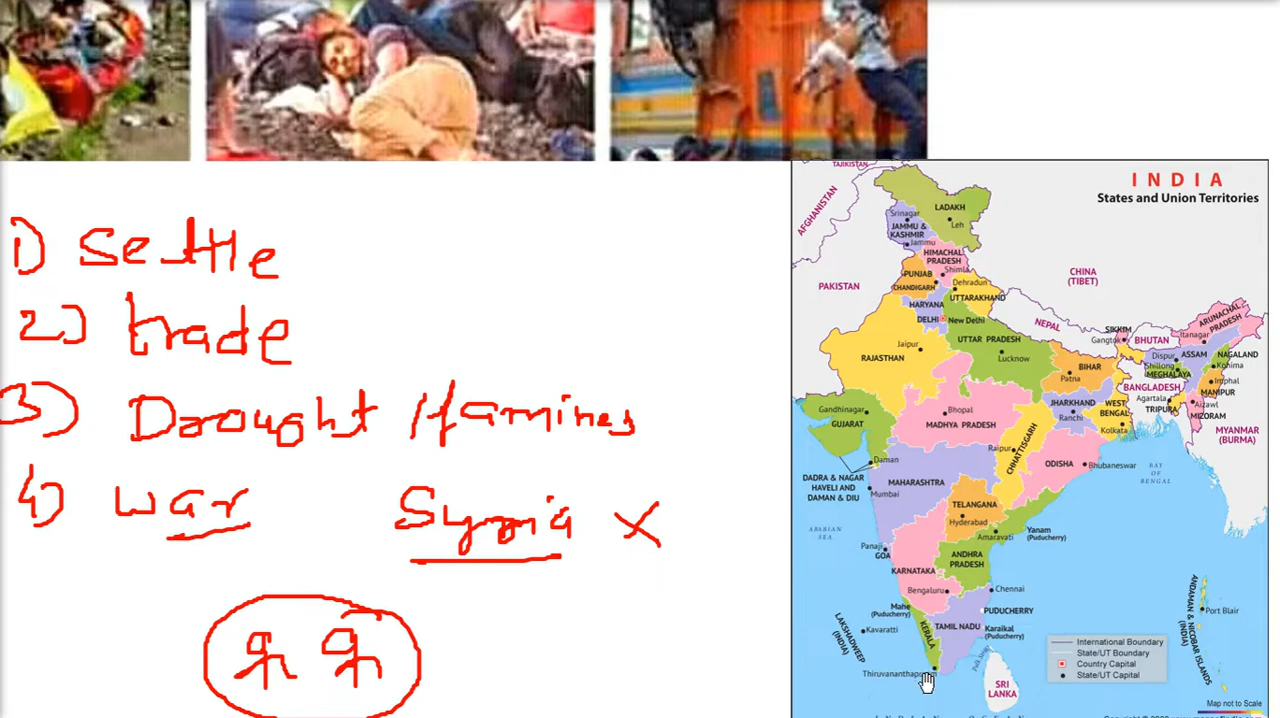 1) Settle
2) trade
3) Drought / famines
4) war Syria X
TAJIKISTAN
AFGHANISTAN
INDIA
States and Union Territories
LADAKH
Leh
Srinagar
JAMMU & KASHMIR
Jammu
HIMACHAL PRADESH
Shimla
PUNJAB
CHANDIGARH
Dehradun
UTTARAKHAND
CHINA
(TIBET)
PAKISTAN
HARYANA
DELHI New Delhi
NEPAL
SIKKIM
Gangtok
BHUTAN
ARUNACHAL PRADESH
Itanagar
RAJASTHAN
Jaipur
UTTAR PRADESH
Lucknow
BIHAR
Patna
Dispur ASSAM
NAGALAND
Kohima
Shillong
MEGHALAYA
Imphal
MANIPUR
BANGLADESH
Agartala
TRIPURA
Aizawl
MIZORAM
MYANMAR
(BURMA)
Gandhinagar
GUJARAT
Bhopal
MADHYA PRADESH
JHARKHAND
Ranchi
WEST BENGAL
Kolkata
Raipur
CHHATTISGARH
ODISHA
Bhubaneswar
BAY OF BENGAL
Daman
DADRA & NAGAR
HAVELI AND
DAMAN & DIU
MAHARASHTRA
Mumbai
TELANGANA
Hyderabad
Amaravati
Yanam
(Puducherry)
ARABIAN SEA
Panaji
GOA
KARNATAKA
ANDHRA PRADESH
Bengaluru
Chennai
Mahe
(Puducherry)
PUDUCHERRY
KERALA
TAMIL NADU
Karaikal
(Puducherry)
LAKSHADWEEP
(INDIA)
Kavaratti
ANDAMAN & NICOBAR ISLANDS
(INDIA)
Port Blair
SRI LANKA
International Boundary
State/UT Boundary
Country Capital
State/UT Capital
Map not to Scale